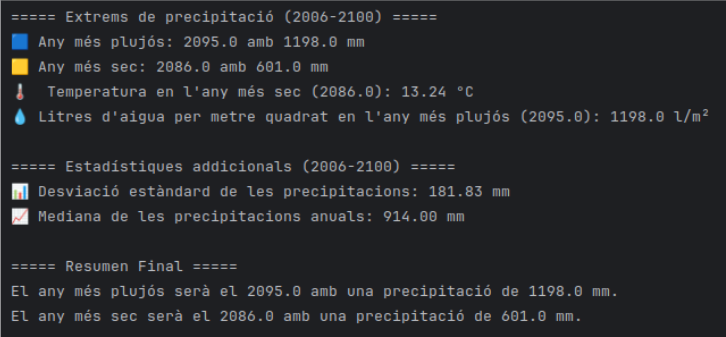 ===== Extrems de precipitació (2006-2100) =====
🟦 Any més plujós: 2095.0 amb 1198.0 mm
🟨 Any més sec: 2086.0 amb 601.0 mm
🌡️ Temperatura en l'any més sec (2086.0): 13.24 °C
💧 Litres d'aigua per metre quadrat en l'any més plujós (2095.0): 1198.0 l/m²
===== Estadístiques addicionals (2006-2100) =====
📊 Desviació estàndard de les precipitacions: 181.83 mm
📈 Mediana de les precipitacions anuals: 914.00 mm
===== Resumen Final =====
El any més plujós serà el 2095.0 amb una precipitació de 1198.0 mm.
El any més sec serà el 2086.0 amb una precipitació de 601.0 mm.